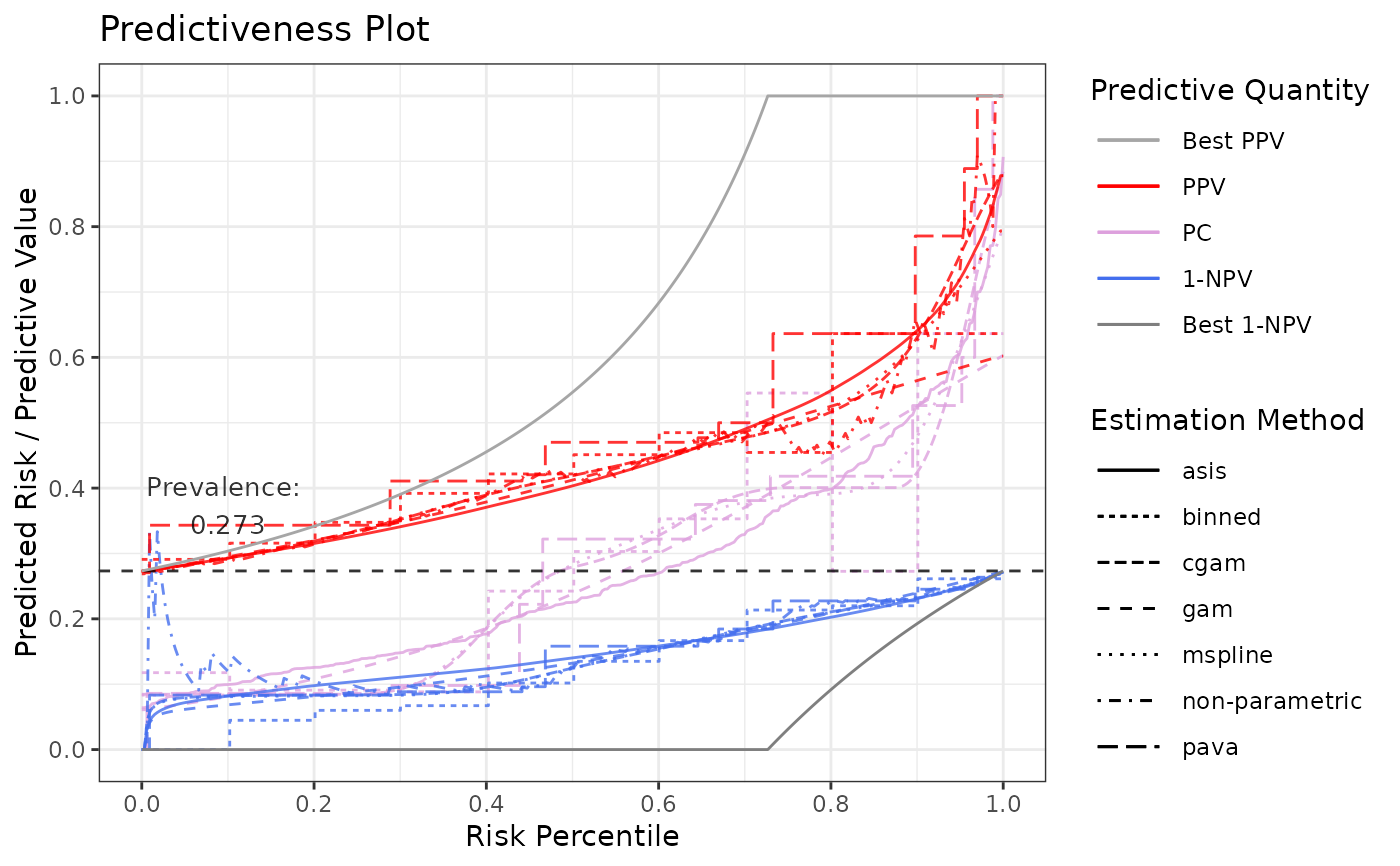 Predictiveness Plot
Predicted Risk / Predictive Value
1.0
0.8
0.6
0.4
0.2
0.0
Prevalence:
0.273
0.0 0.2 0.4 0.6 0.8 1.0
Risk Percentile
Predictive Quantity
Best PPV
PPV
PC
1-NPV
Best 1-NPV
Estimation Method
asis
binned
cgam
gam
mspline
non-parametric
pava